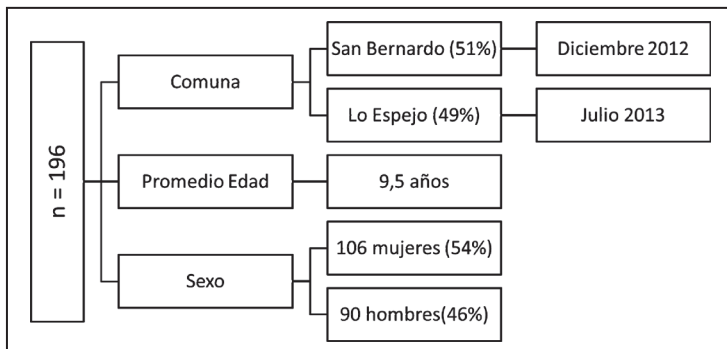 n = 196
Comuna
San Bernardo (51%)
Diciembre 2012
Lo Espejo (49%)
Julio 2013
Promedio Edad
9,5 años
Sexo
106 mujeres (54%)
90 hombres(46%)